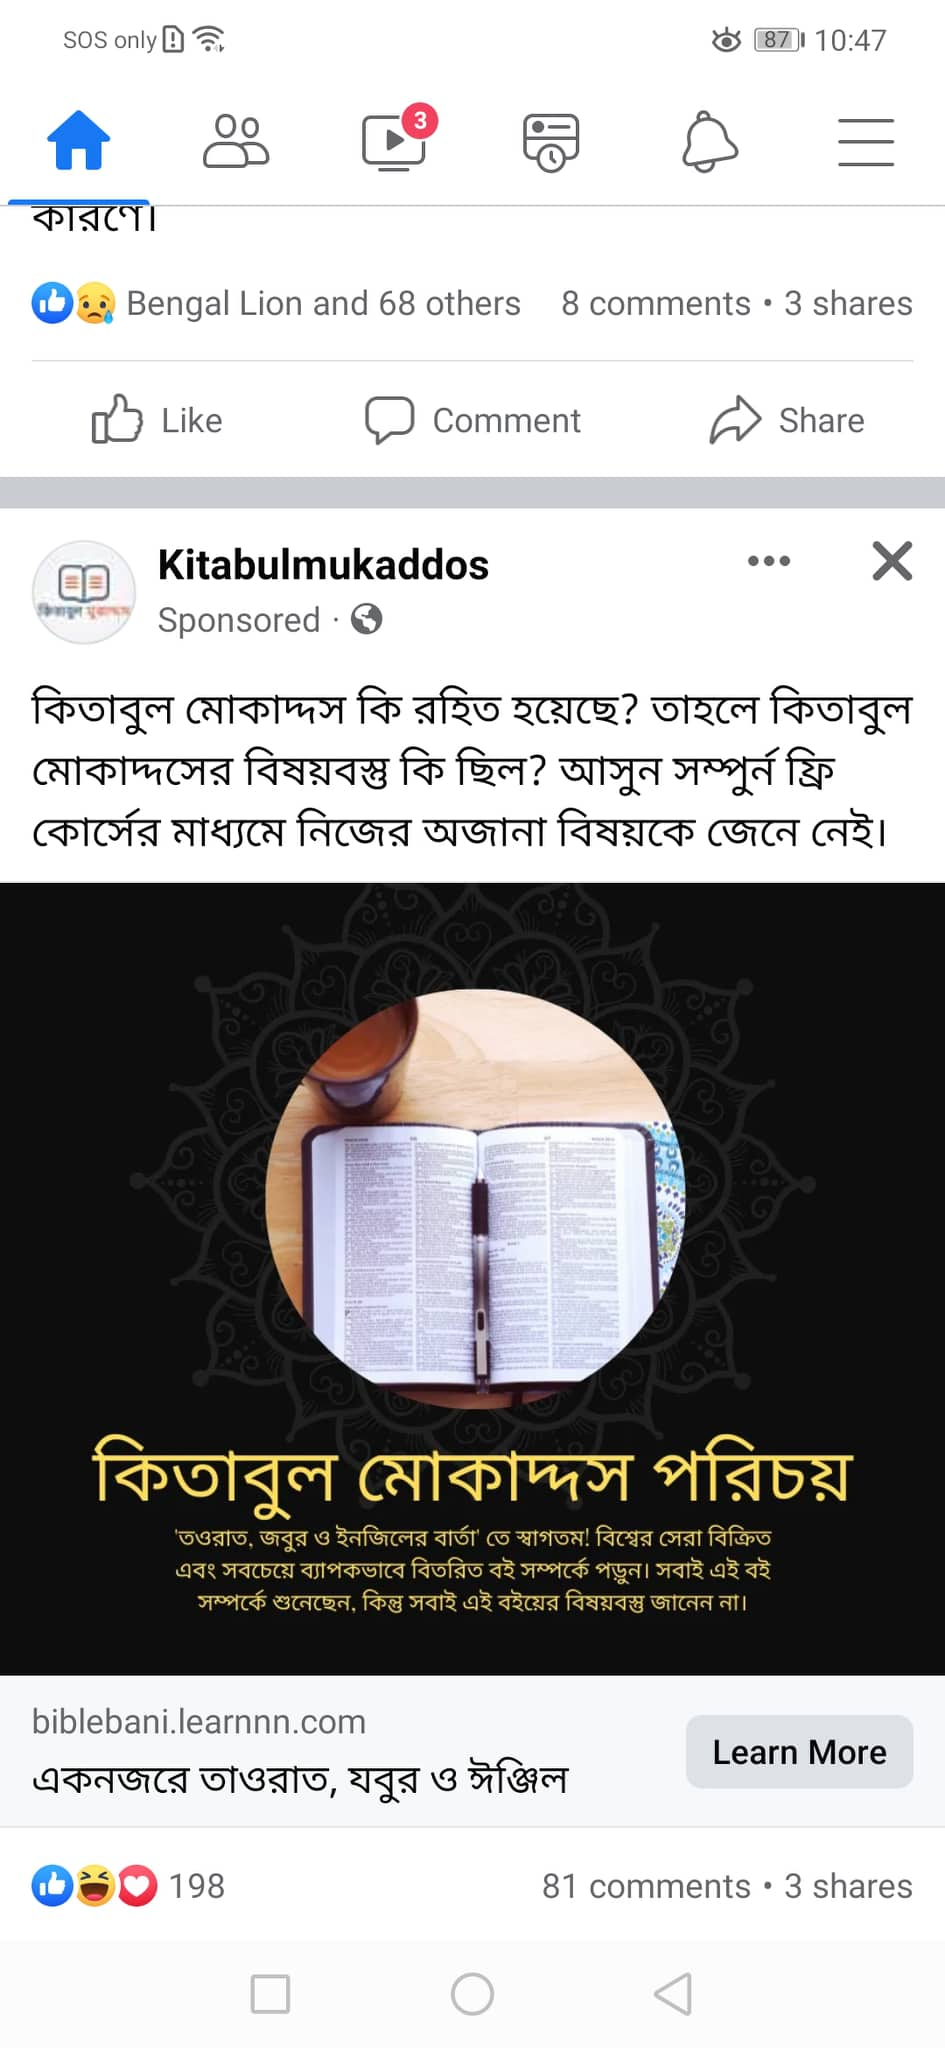 SOS only 87 10:47
3
কারণে।
Bengal Lion and 68 others 8 comments • 3 shares
Like Comment Share
Kitabulmukaddos
Sponsored ·
কিতাবুল মোকাদ্দস কি রহিত হয়েছে? তাহলে কিতাবুল
মোকাদ্দসের বিষয়বস্তু কি ছিল? আসুন সম্পুর্ন ফ্রি
কোর্সের মাধ্যমে নিজের অজানা বিষয়কে জেনে নেই।
কিতাবুল মোকাদ্দস পরিচয়
'তওরাত, জবুর ও ইনজিলের বার্তা' তে স্বাগতম! বিশ্বের সেরা বিক্রিত
এবং সবচেয়ে ব্যাপকভাবে বিতরিত বই সম্পর্কে পড়ুন। সবাই এই বই
সম্পর্কে শুনেছেন, কিন্তু সবাই এই বইয়ের বিষয়বস্তু জানেন না।
biblebani.learnnn.com
একনজরে তাওরাত, যবুর ও ঈঞ্জিল
Learn More
198 81 comments • 3 shares